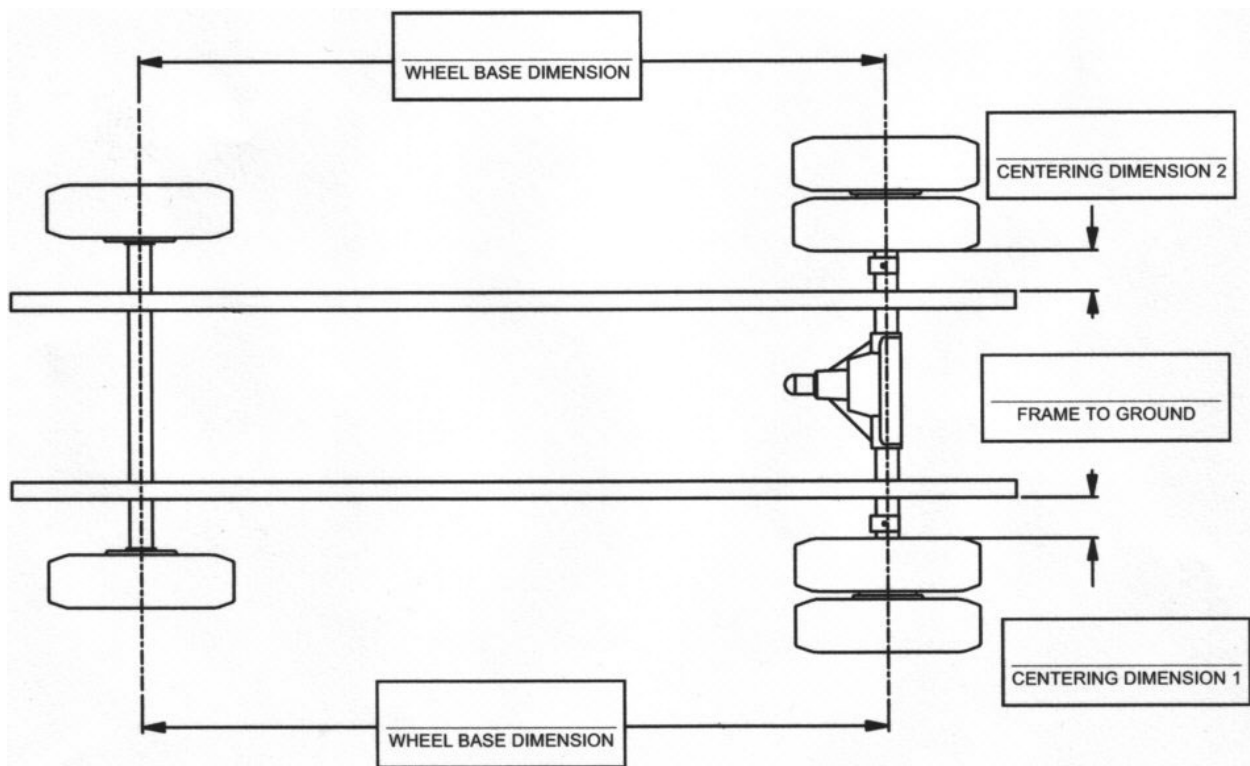 WHEEL BASE DIMENSION
CENTERING DIMENSION 2
FRAME TO GROUND
CENTERING DIMENSION 1
WHEEL BASE DIMENSION